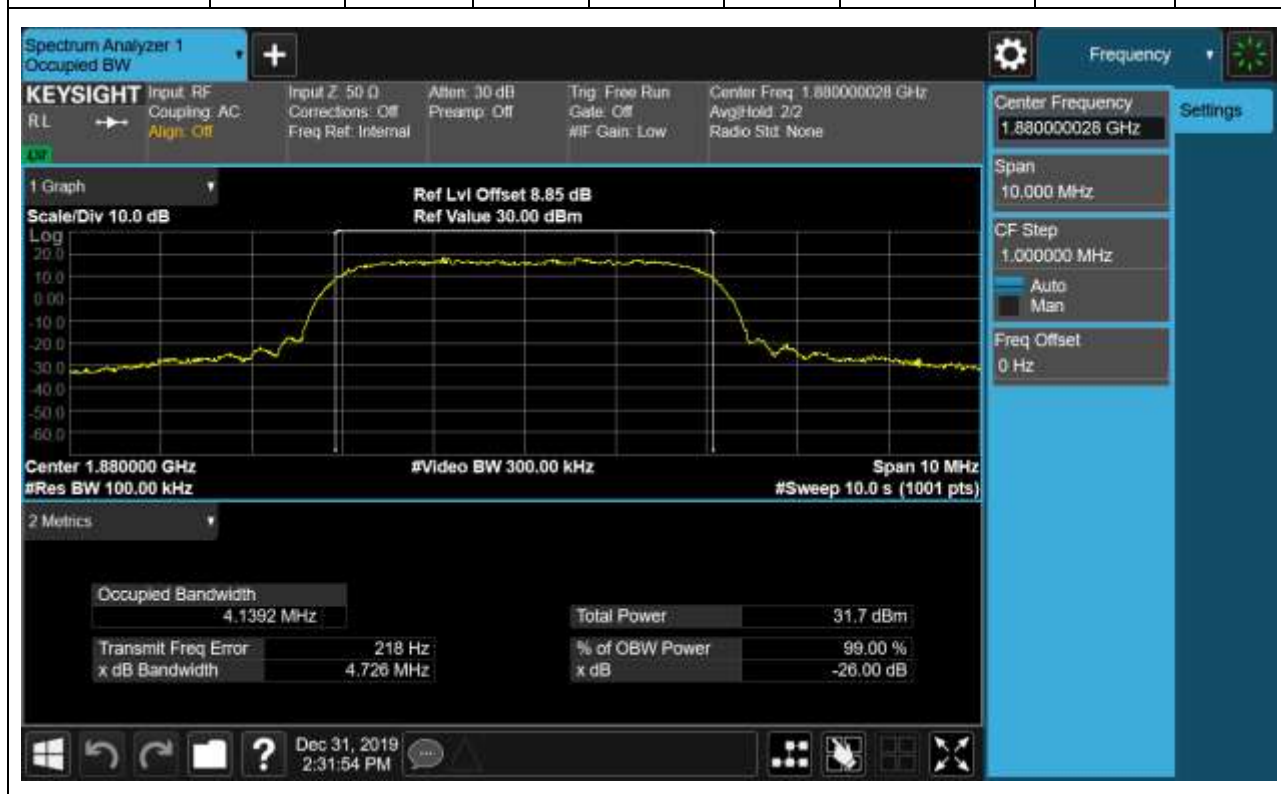 Spectrum Analyzer 1
Occupied BW
Frequency
KEYSIGHT
RL
Input: RF
Coupling: AC
Align: Off
Input Z: 50 Ω
Corrections: Off
Freq Ref: Internal
Atten: 30 dB
Preamp: Off
Trig: Free Run
Gate: Off
#IF Gain: Low
Center Freq: 1.880000028 GHz
Avg|Hold: 2/2
Radio Std: None
Center Frequency
1.880000028 GHz
Settings
Span
10.000 MHz
CF Step
1.000000 MHz
Auto
Man
Freq Offset
0 Hz
1 Graph
Scale/Div 10.0 dB
Ref Lvl Offset 8.85 dB
Ref Value 30.00 dBm
Log
20.0
10.0
0.00
-10.0
-20.0
-30.0
-40.0
-50.0
-60.0
Center 1.880000 GHz
#Video BW 300.00 kHz
Span 10 MHz
#Res BW 100.00 kHz
#Sweep 10.0 s (1001 pts)
2 Metrics
Occupied Bandwidth
4.1392 MHz
Total Power 31.7 dBm
Transmit Freq Error 218 Hz
% of OBW Power 99.00 %
x dB Bandwidth 4.726 MHz
x dB -26.00 dB
?
Dec 31, 2019
2:31:54 PM